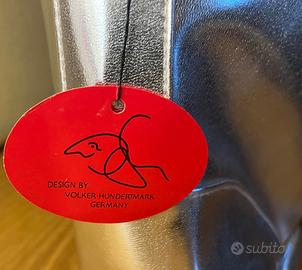 DESIGN BY
VOLKER HUNDERTMARK
GERMANY
subito